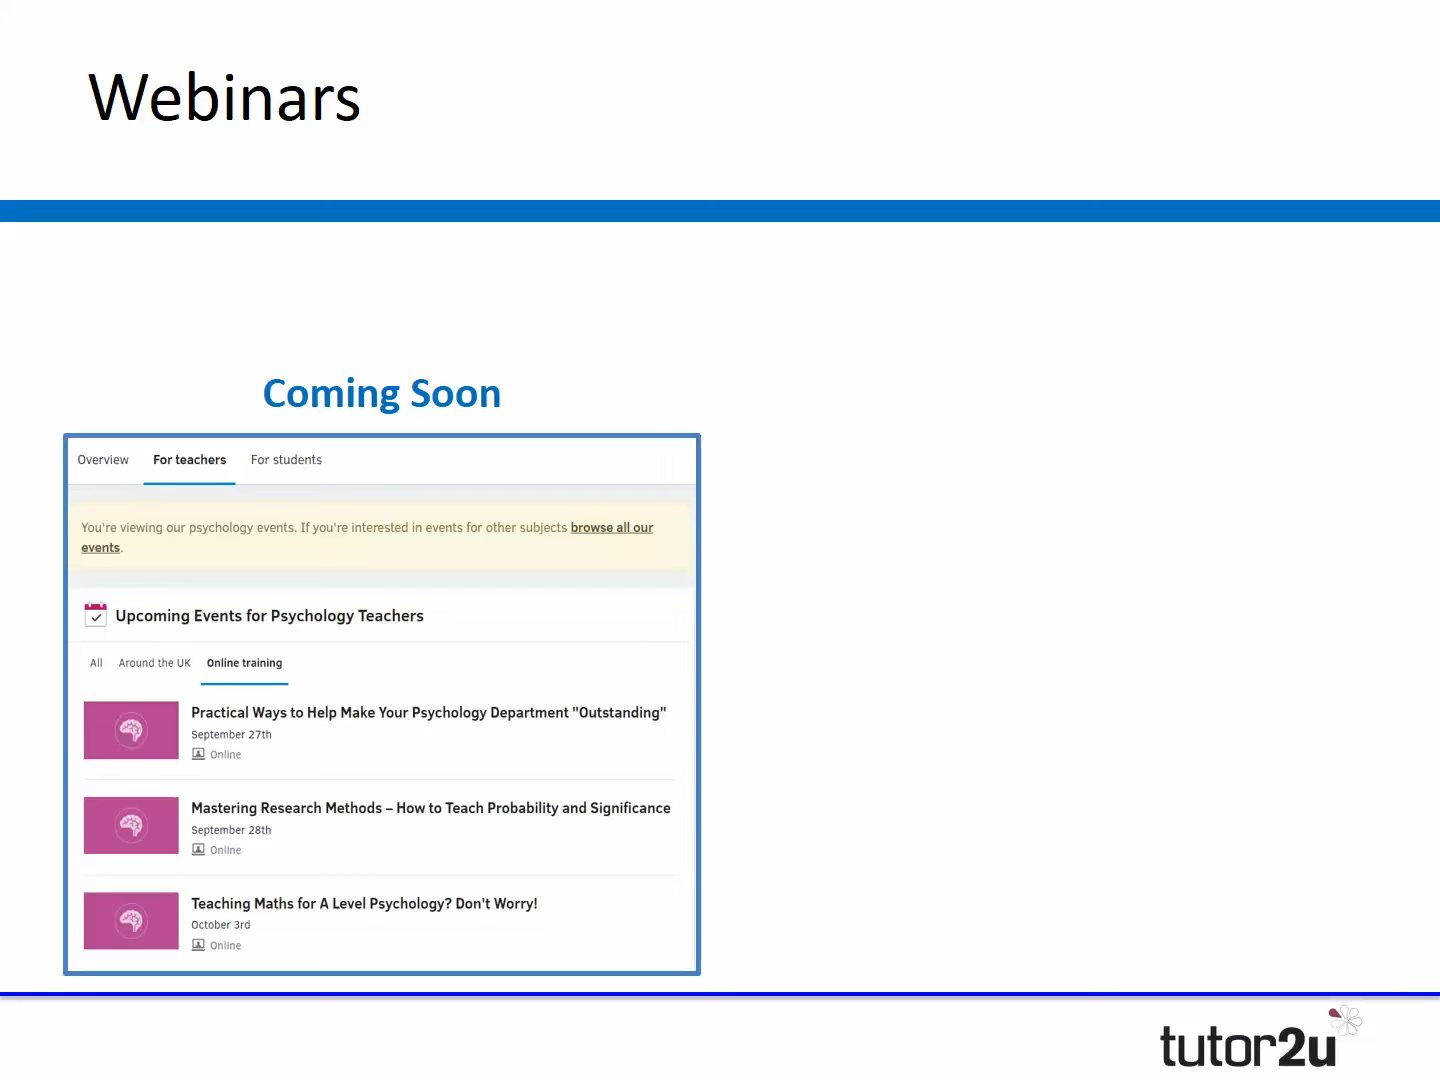 Webinars
Coming Soon
Overview For teachers For students
You're viewing our psychology events. If you're interested in events for other subjects browse all our
events.
Upcoming Events for Psychology Teachers
All Around the UK Online training
Practical Ways to Help Make Your Psychology Department "Outstanding"
September 27th
Online
Mastering Research Methods – How to Teach Probability and Significance
September 28th
Online
Teaching Maths for A Level Psychology? Don't Worry!
October 3rd
Online
tutor2u